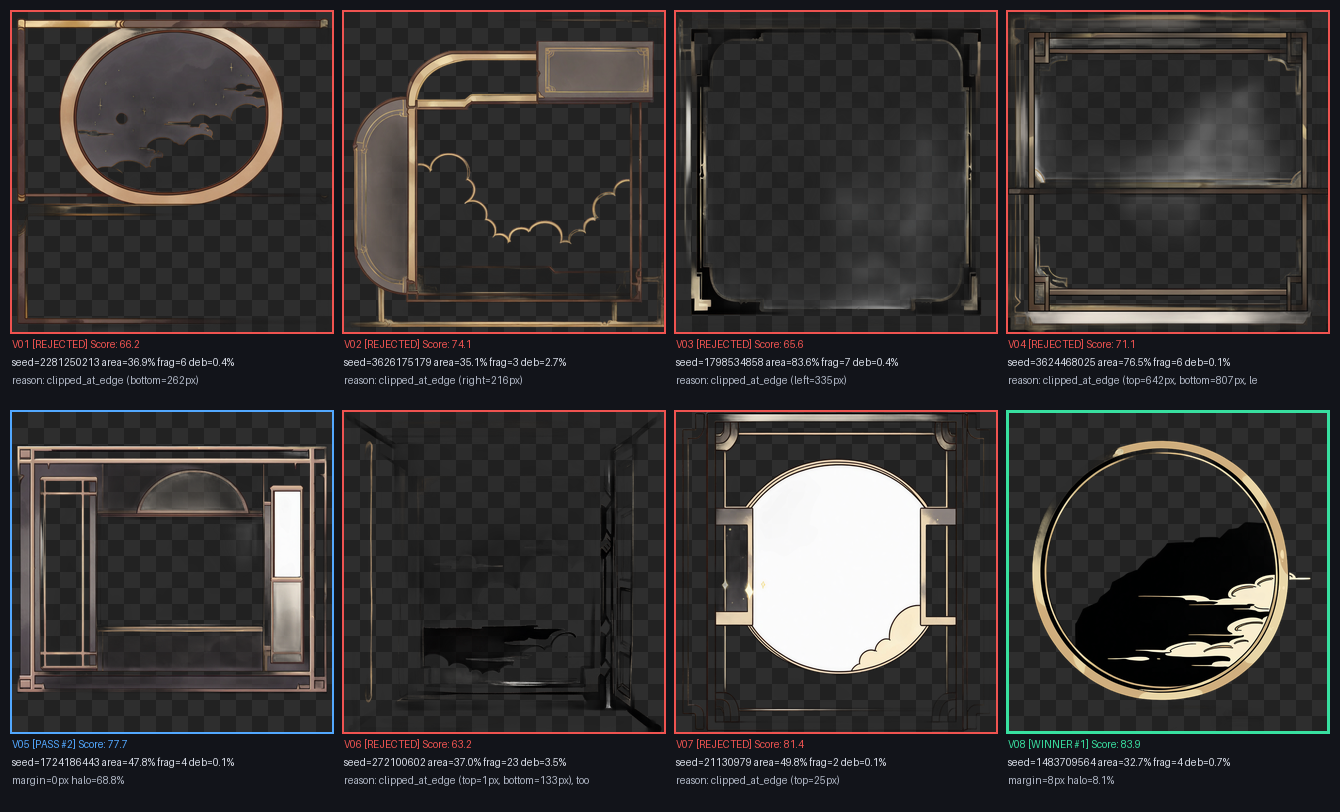 V01 [REJECTED] Score: 66.2
seed=2281250213 area=36.9% frag=6 deb=0.4%
reason: clipped_at_edge (bottom=262px)
V02 [REJECTED] Score: 74.1
seed=3626175179 area=35.1% frag=3 deb=2.7%
reason: clipped_at_edge (right=216px)
V03 [REJECTED] Score: 65.6
seed=1798534858 area=83.6% frag=7 deb=0.4%
reason: clipped_at_edge (left=335px)
V04 [REJECTED] Score: 71.1
seed=3624468025 area=76.5% frag=6 deb=0.1%
reason: clipped_at_edge (top=642px, bottom=807px, le
V05 [PASS #2] Score: 77.7
seed=1724186443 area=47.8% frag=4 deb=0.1%
margin=0px halo=68.8%
V06 [REJECTED] Score: 63.2
seed=272100602 area=37.0% frag=23 deb=3.5%
reason: clipped_at_edge (top=1px, bottom=133px), too
V07 [REJECTED] Score: 81.4
seed=21130979 area=49.8% frag=2 deb=0.1%
reason: clipped_at_edge (top=25px)
V08 [WINNER #1] Score: 83.9
seed=1483709564 area=32.7% frag=4 deb=0.7%
margin=8px halo=8.1%